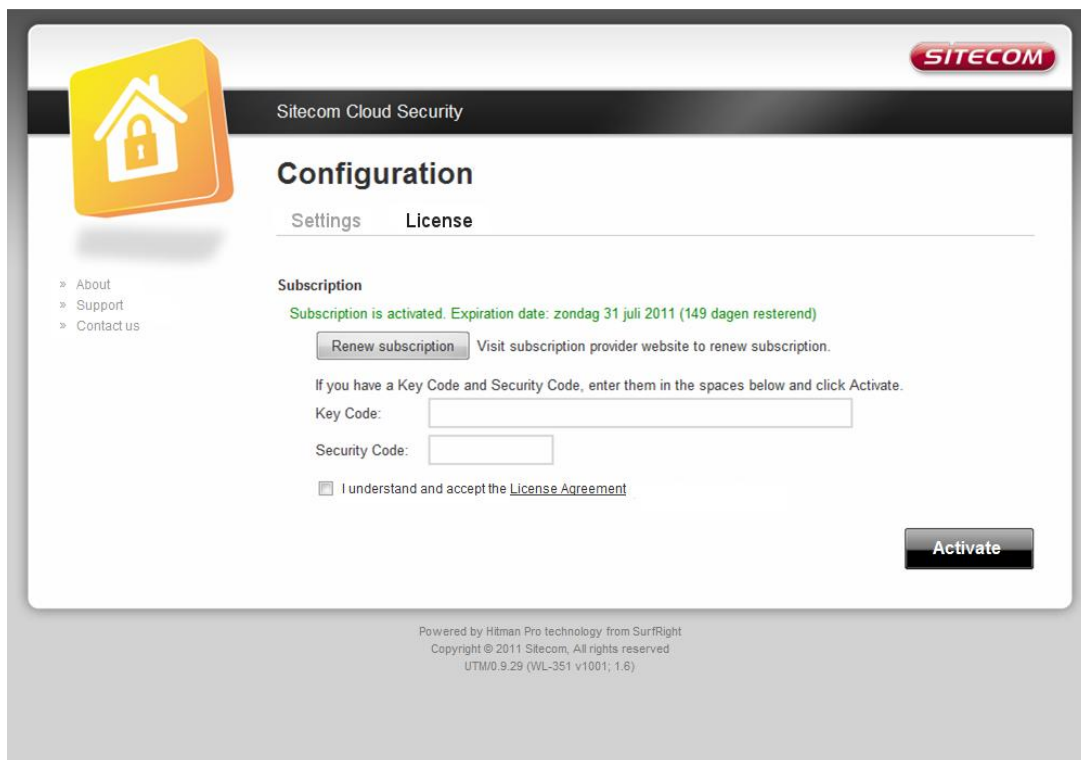 SITECOM
Sitecom Cloud Security
Configuration
Settings License
» About
» Support
» Contact us
Subscription
Subscription is activated. Expiration date: zondag 31 juli 2011 (149 dagen resterend)
Renew subscription Visit subscription provider website to renew subscription.
If you have a Key Code and Security Code, enter them in the spaces below and click Activate.
Key Code:
Security Code:
I understand and accept the License Agreement
Activate
Powered by Hitman Pro technology from SurfRight
Copyright © 2011 Sitecom, All rights reserved
UTM/0.9.29 (WL-351 v1001; 1.6)